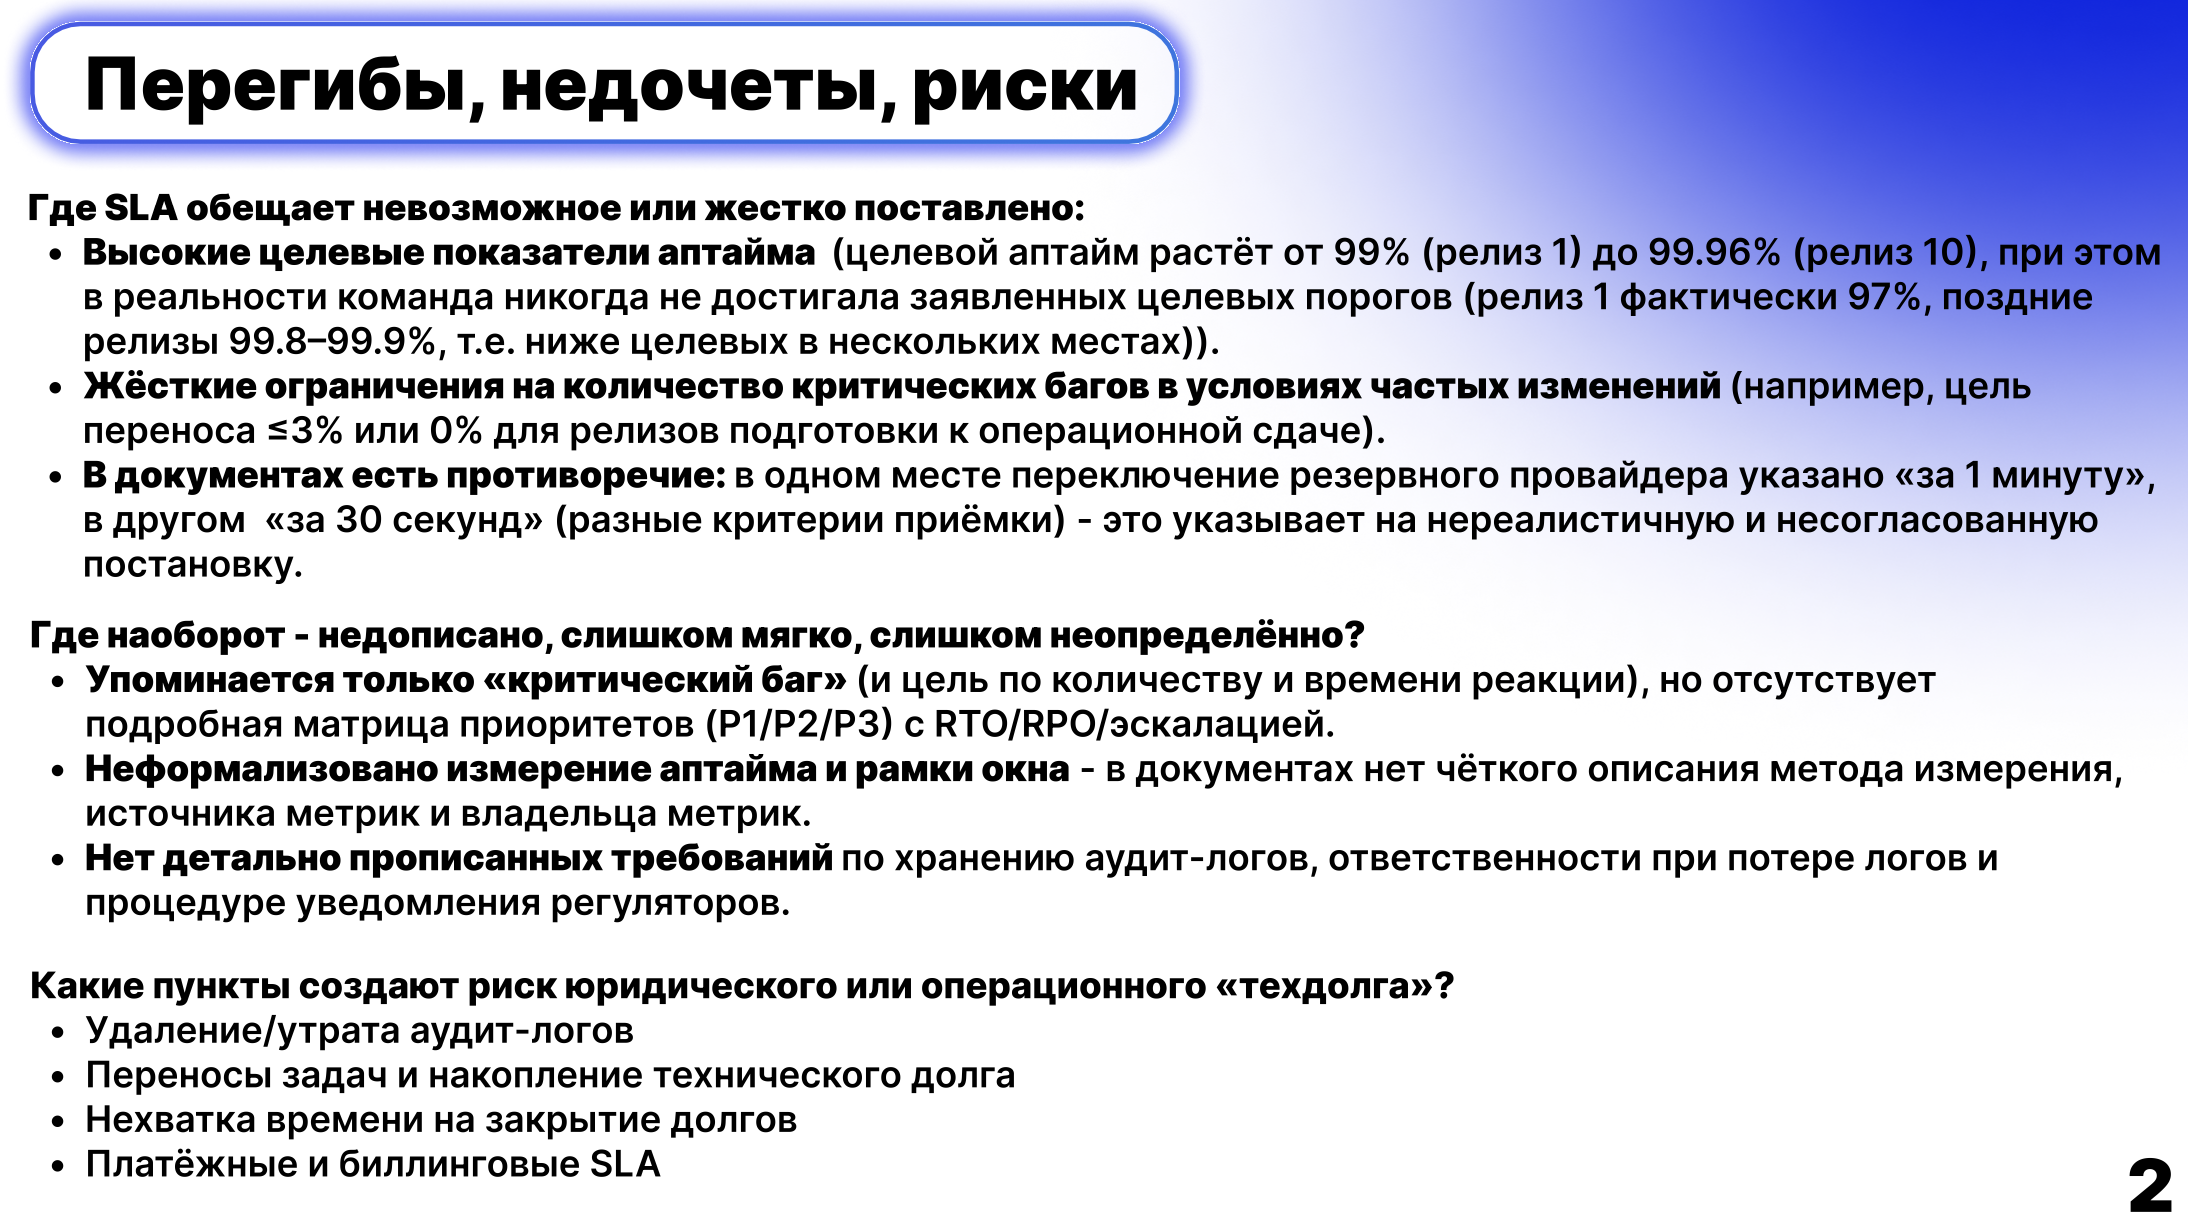 Перегибы, недочеты, риски
Где SLA обещает невозможное или жестко поставлено:
• Высокие целевые показатели аптайма (целевой аптайм растёт от 99% (релиз 1) до 99.96% (релиз 10), при этом
в реальности команда никогда не достигала заявленных целевых порогов (релиз 1 фактически 97%, поздние
релизы 99.8–99.9%, т.е. ниже целевых в нескольких местах)).
• Жёсткие ограничения на количество критических багов в условиях частых изменений (например, цель
переноса ≤3% или 0% для релизов подготовки к операционной сдаче).
• В документах есть противоречие: в одном месте переключение резервного провайдера указано «за 1 минуту»,
в другом «за 30 секунд» (разные критерии приёмки) - это указывает на нереалистичную и несогласованную
постановку.
Где наоборот - недописано, слишком мягко, слишком неопределённо?
• Упоминается только «критический баг» (и цель по количеству и времени реакции), но отсутствует
подробная матрица приоритетов (P1/P2/P3) с RTO/RPO/эскалацией.
• Неформализовано измерение аптайма и рамки окна - в документах нет чёткого описания метода измерения,
источника метрик и владельца метрик.
• Нет детально прописанных требований по хранению аудит-логов, ответственности при потере логов и
процедуре уведомления регуляторов.
Какие пункты создают риск юридического или операционного «техдолга»?
• Удаление/утрата аудит-логов
• Переносы задач и накопление технического долга
• Нехватка времени на закрытие долгов
• Платёжные и биллинговые SLA
2